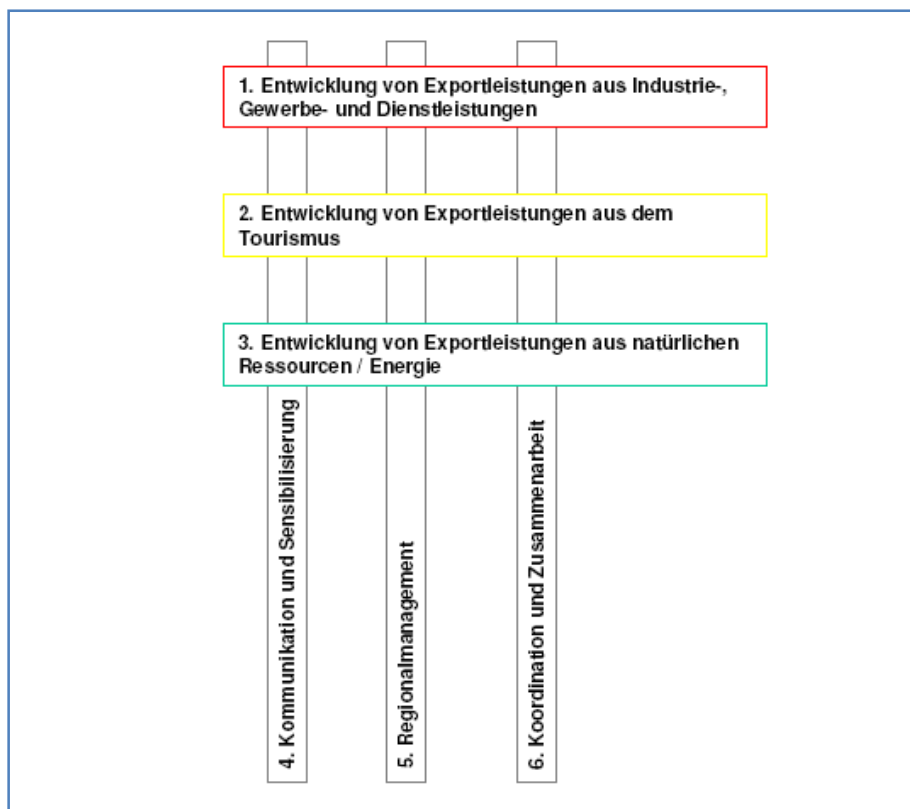 1. Entwicklung von Exportleistungen aus Industrie-,
Gewerbe- und Dienstleistungen
2. Entwicklung von Exportleistungen aus dem
Tourismus
3. Entwicklung von Exportleistungen aus natürlichen
Ressourcen / Energie
4. Kommunikation und Sensibilisierung
5. Regionalmanagement
6. Koordination und Zusammenarbeit